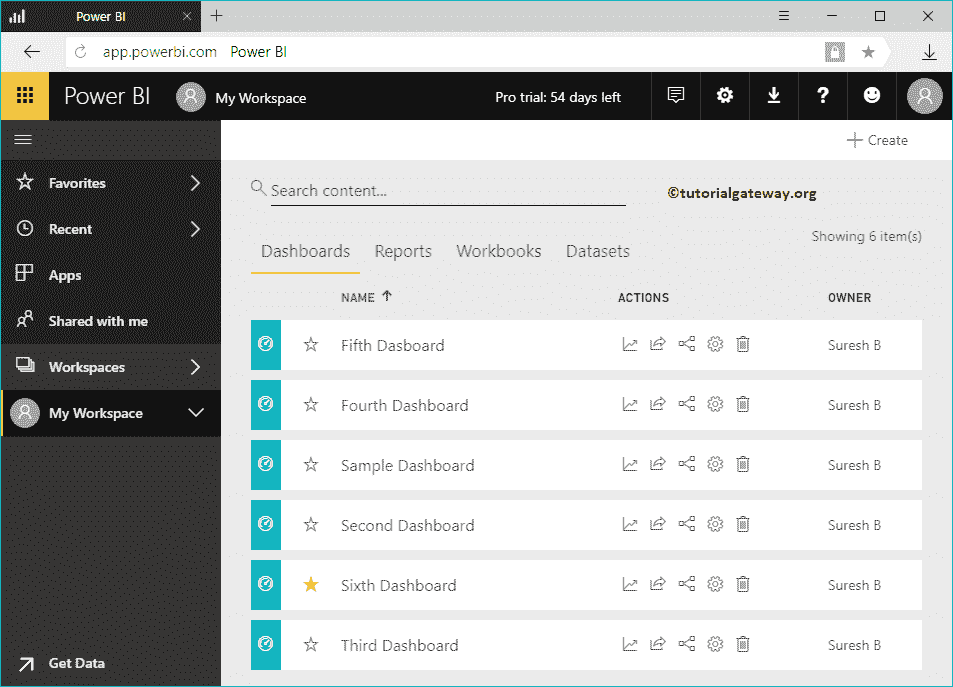 Power BI
app.powerbi.com Power BI
Power BI My Workspace Pro trial: 54 days left ?
Create
Favorites
Recent
Apps
Shared with me
Workspaces
My Workspace
Get Data
Search content...
©tutorialgateway.org
Showing 6 item(s)
Dashboards Reports Workbooks Datasets
NAME ACTIONS OWNER
Fifth Dasboard Suresh B
Fourth Dashboard Suresh B
Sample Dashboard Suresh B
Second Dashboard Suresh B
Sixth Dashboard Suresh B
Third Dashboard Suresh B